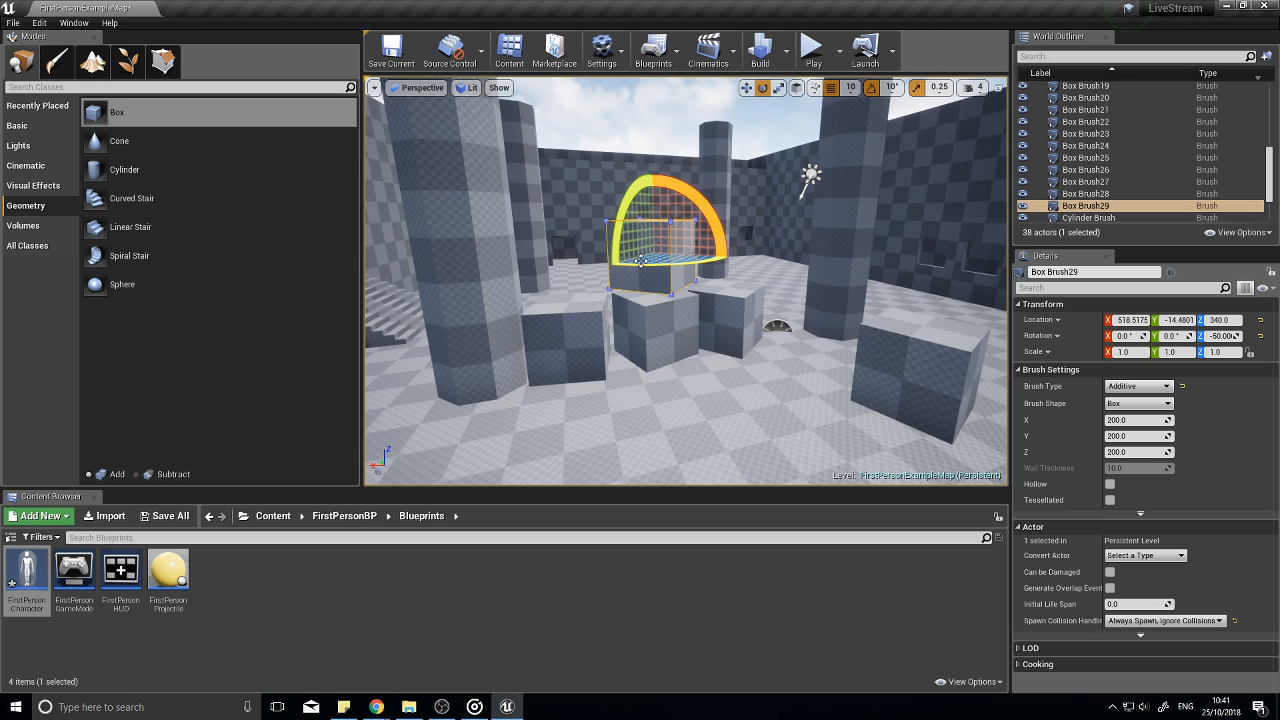 FirstPersonExampleMap*
LiveStream
File Edit Window Help
Modes
Search Classes
Recently Placed
Basic
Lights
Cinematic
Visual Effects
Geometry
Volumes
All Classes
Box
Cone
Cylinder
Curved Stair
Linear Stair
Spiral Stair
Sphere
Add Subtract
Save Current Source Control Content Marketplace Settings Blueprints Cinematics Build Play Launch
Perspective Lit Show 10 10° 0.25 4
Level: FirstPersonExampleMap (Persistent)
World Outliner
Search...
Label Type
Box Brush19 Brush
Box Brush20 Brush
Box Brush21 Brush
Box Brush22 Brush
Box Brush23 Brush
Box Brush24 Brush
Box Brush25 Brush
Box Brush26 Brush
Box Brush27 Brush
Box Brush28 Brush
Box Brush29 Brush
Cylinder Brush Brush
38 actors (1 selected) View Options
Details
Box Brush29
Search
Transform
Location X 518.5175 Y -14.4801 Z 340.0
Rotation X 0.0 ° Y 0.0 ° Z -50.00
Scale X 1.0 Y 1.0 Z 1.0
Brush Settings
Brush Type Additive
Brush Shape Box
X 200.0
Y 200.0
Z 200.0
Wall Thickness 10.0
Hollow
Tessellated
Actor
1 selected in Persistent Level
Convert Actor Select a Type
Can be Damaged
Generate Overlap Event
Initial Life Span 0.0
Spawn Collision Handlin Always Spawn, Ignore Collisions
LOD
Cooking
Content Browser
Add New Import Save All Content FirstPersonBP Blueprints
Filters Search Blueprints
FirstPerson
Character
FirstPerson
GameMode
FirstPerson
HUD
FirstPerson
Projectile
4 items (1 selected) View Options
Type here to search
ENG
10:41
25/10/2018